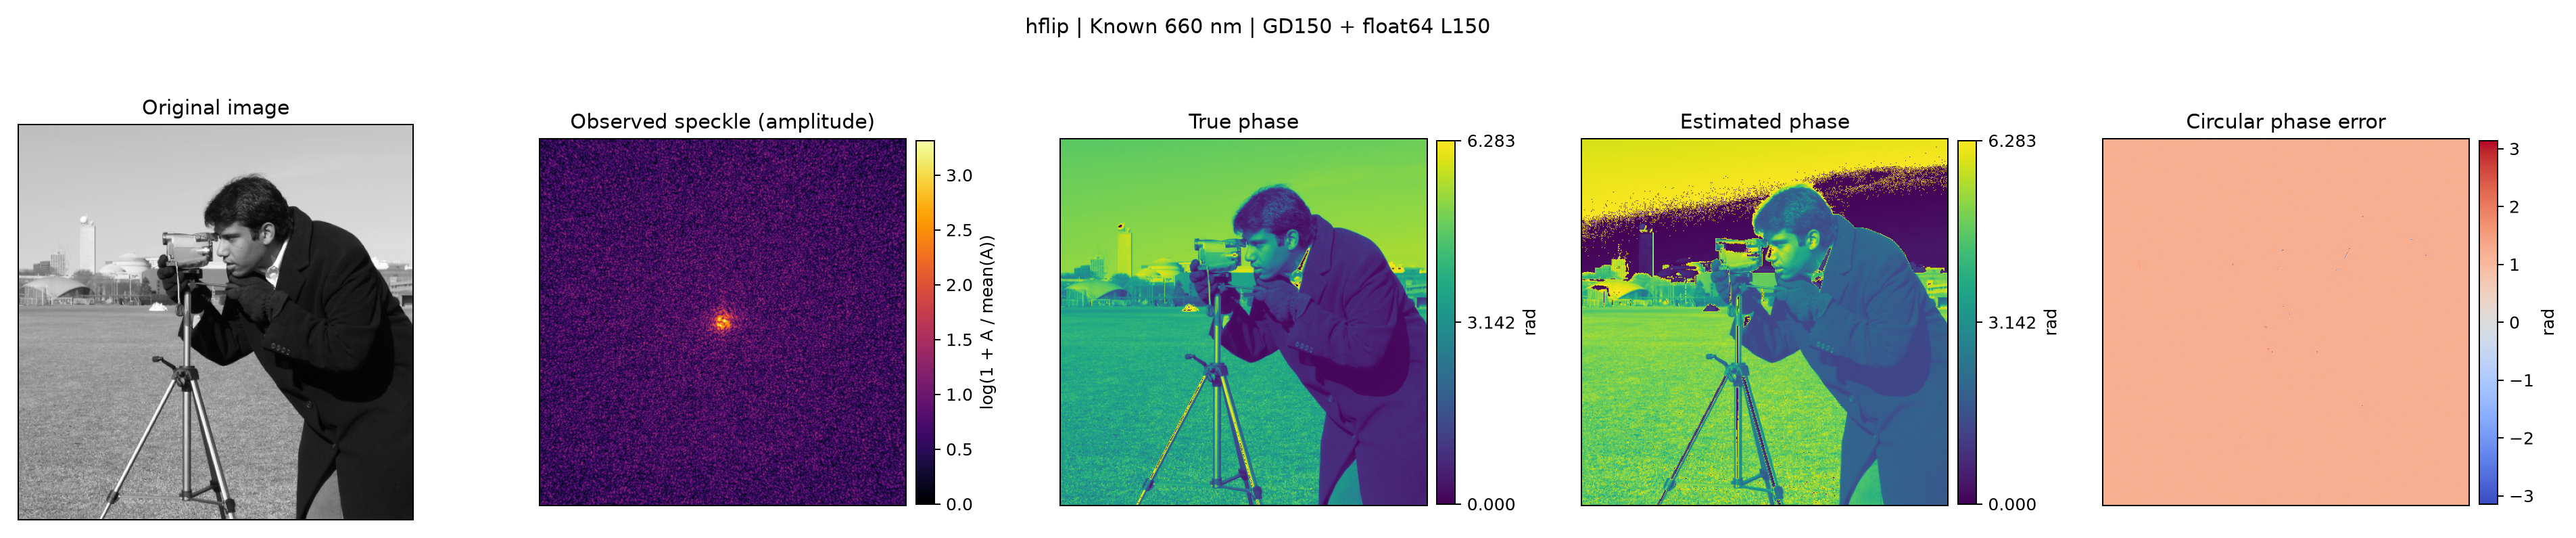 hflip | Known 660 nm | GD150 + float64 L150
Original image
Observed speckle (amplitude)
3.0
2.5
2.0
1.5
1.0
0.5
0.0
log(1 + A / mean(A))
True phase
6.283
3.142
0.000
rad
Estimated phase
6.283
3.142
0.000
rad
Circular phase error
3
2
1
0
−1
−2
−3
rad